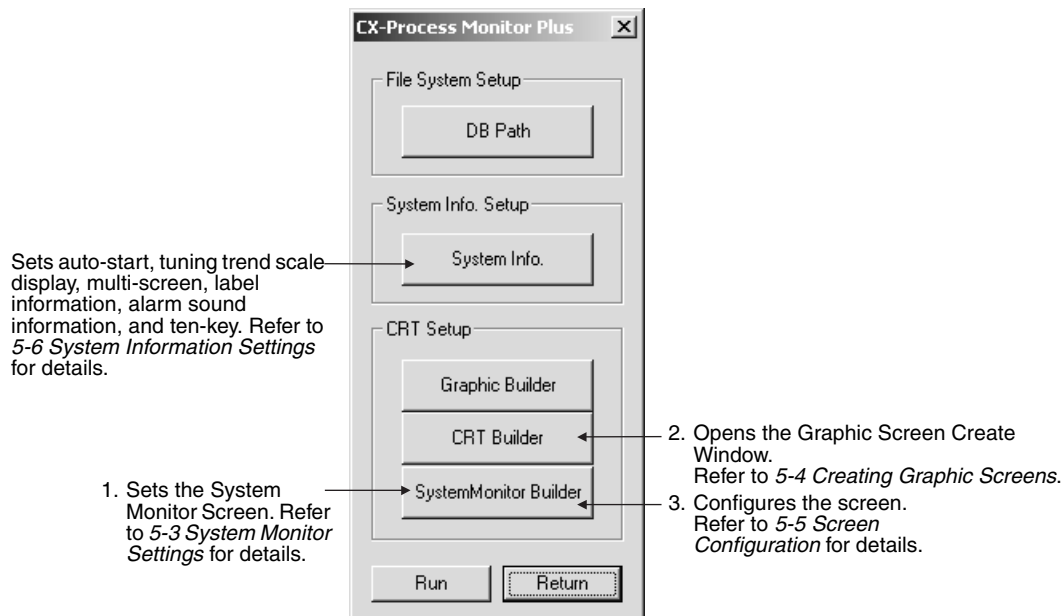 CX-Process Monitor Plus
File System Setup
DB Path
System Info. Setup
System Info.
Sets auto-start, tuning trend scale
display, multi-screen, label
information, alarm sound
information, and ten-key. Refer to
5-6 System Information Settings
for details.
CRT Setup
Graphic Builder
CRT Builder
SystemMonitor Builder
1. Sets the System
Monitor Screen. Refer
to 5-3 System Monitor
Settings for details.
2. Opens the Graphic Screen Create
Window.
Refer to 5-4 Creating Graphic Screens.
3. Configures the screen.
Refer to 5-5 Screen
Configuration for details.
Run
Return